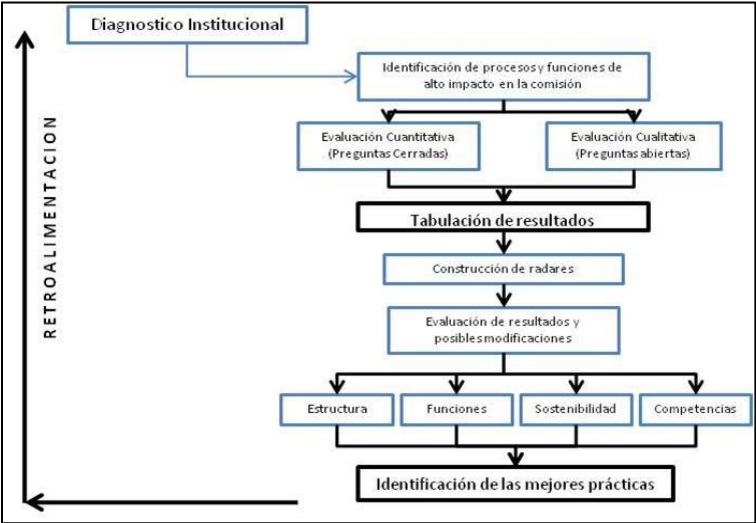 Diagnostico Institucional
Identificación de procesos y funciones de
alto impacto en la comisión
Evaluación Cuantitativa
(Preguntas Cerradas)
Evaluación Cualitativa
(Preguntas abiertas)
Tabulación de resultados
Construcción de radares
Evaluación de resultados y
posibles modificaciones
Estructura
Funciones
Sostenibilidad
Competencias
Identificación de las mejores prácticas
RETROALIMENTACION